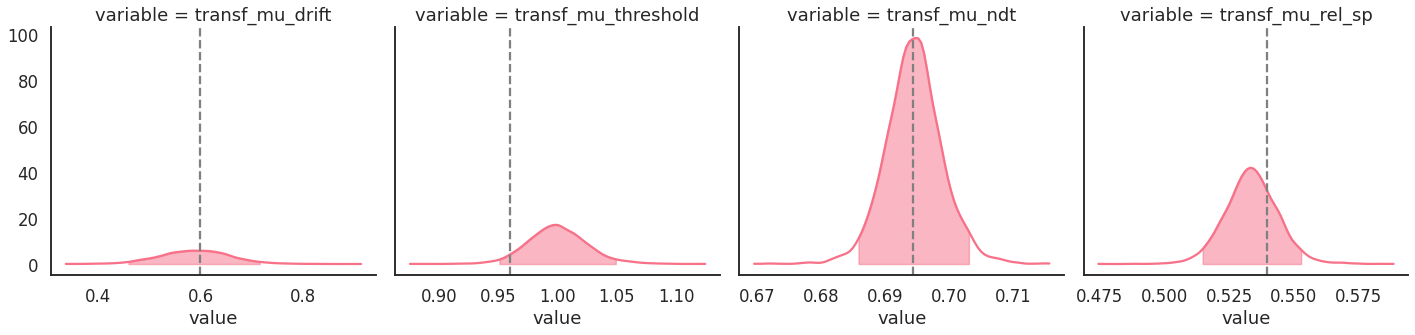 variable = transf_mu_drift
variable = transf_mu_threshold
variable = transf_mu_ndt
variable = transf_mu_rel_sp
100
80
60
40
20
0
0.4 0.6 0.8
0.90 0.95 1.00 1.05 1.10
0.67 0.68 0.69 0.70 0.71
0.475 0.500 0.525 0.550 0.575
value
value
value
value